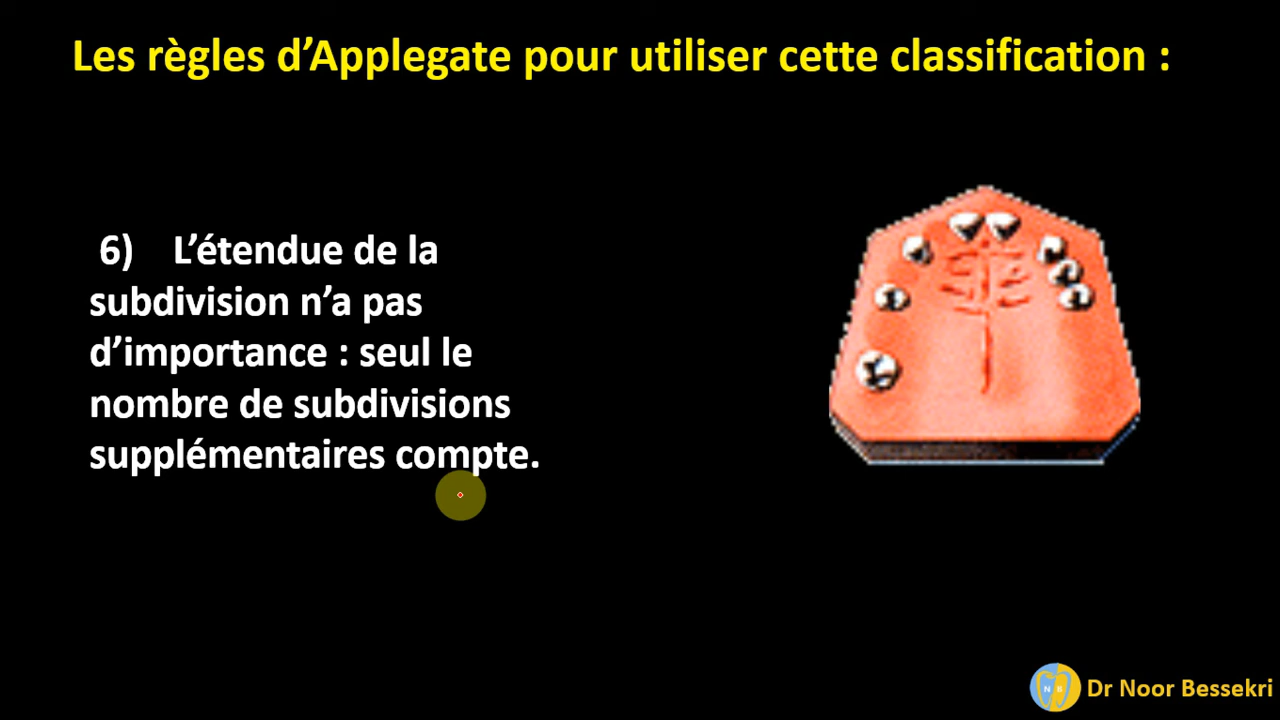 Les règles d’Applegate pour utiliser cette classification :
6) L’étendue de la
subdivision n’a pas
d’importance : seul le
nombre de subdivisions
supplémentaires compte.
N B
Dr Noor Bessekri